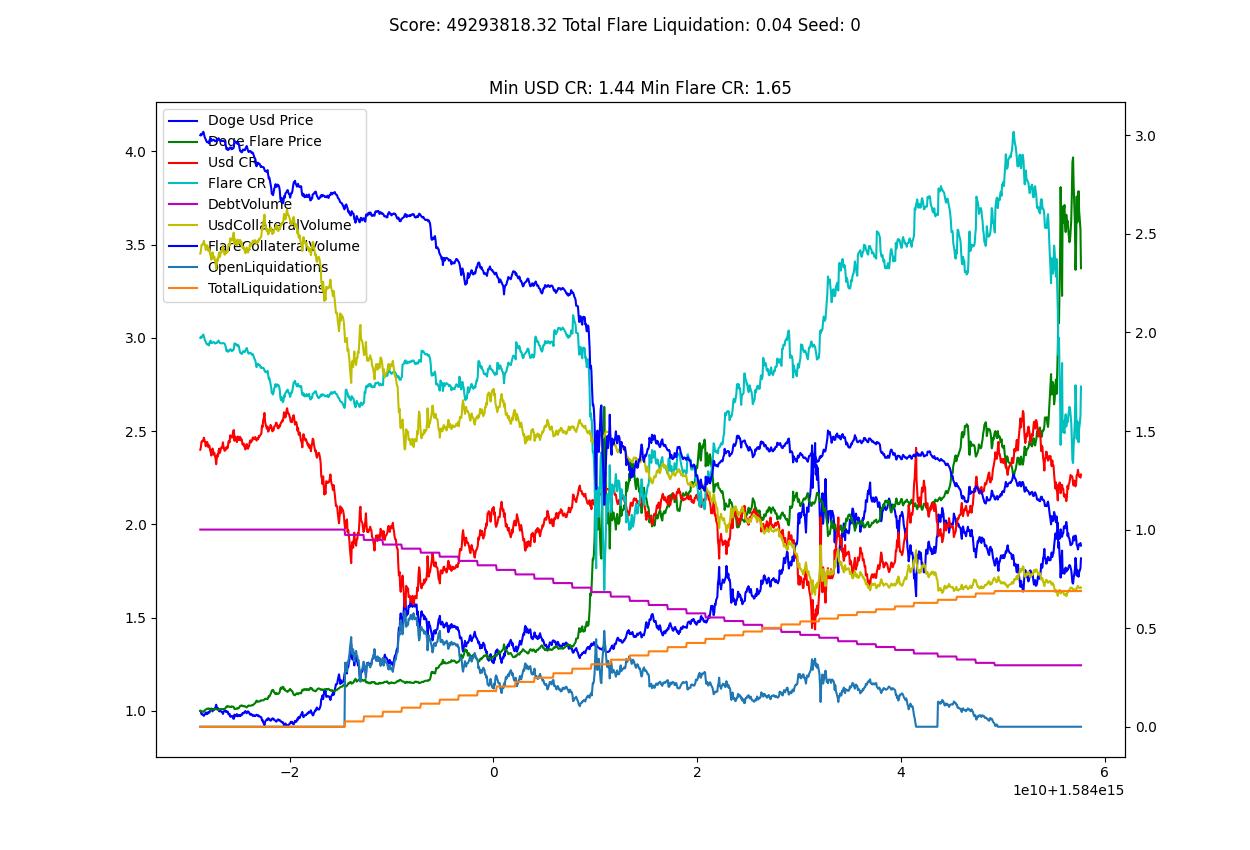 Score: 49293818.32 Total Flare Liquidation: 0.04 Seed: 0
Min USD CR: 1.44 Min Flare CR: 1.65
Doge Usd Price
Doge Flare Price
Usd CR
Flare CR
DebtVolume
UsdCollateralVolume
FlareCollateralVolume
OpenLiquidations
TotalLiquidations
4.0
3.5
3.0
2.5
2.0
1.5
1.0
3.0
2.5
2.0
1.5
1.0
0.5
0.0
−2
0
2
4
6
1e10+1.584e15